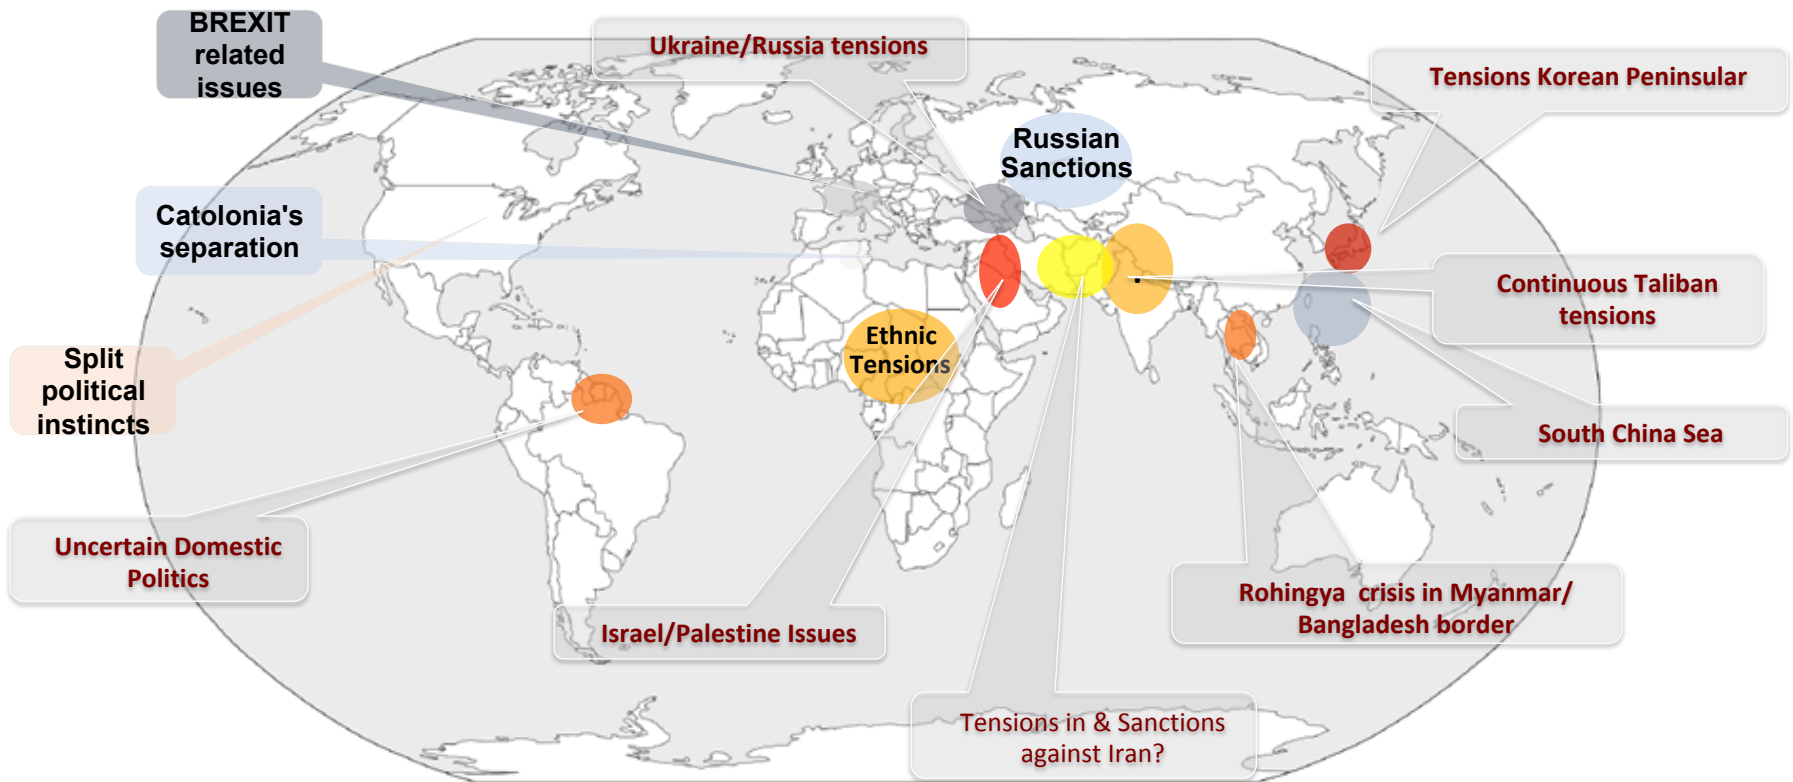 BREXIT
related
issues
Ukraine/Russia tensions
Tensions Korean Peninsular
Russian
Sanctions
Catolonia's
separation
Continuous Taliban
tensions
Ethnic
Tensions
Split
political
instincts
South China Sea
Uncertain Domestic
Politics
Israel/Palestine Issues
Rohingya crisis in Myanmar/
Bangladesh border
Tensions in & Sanctions
against Iran?